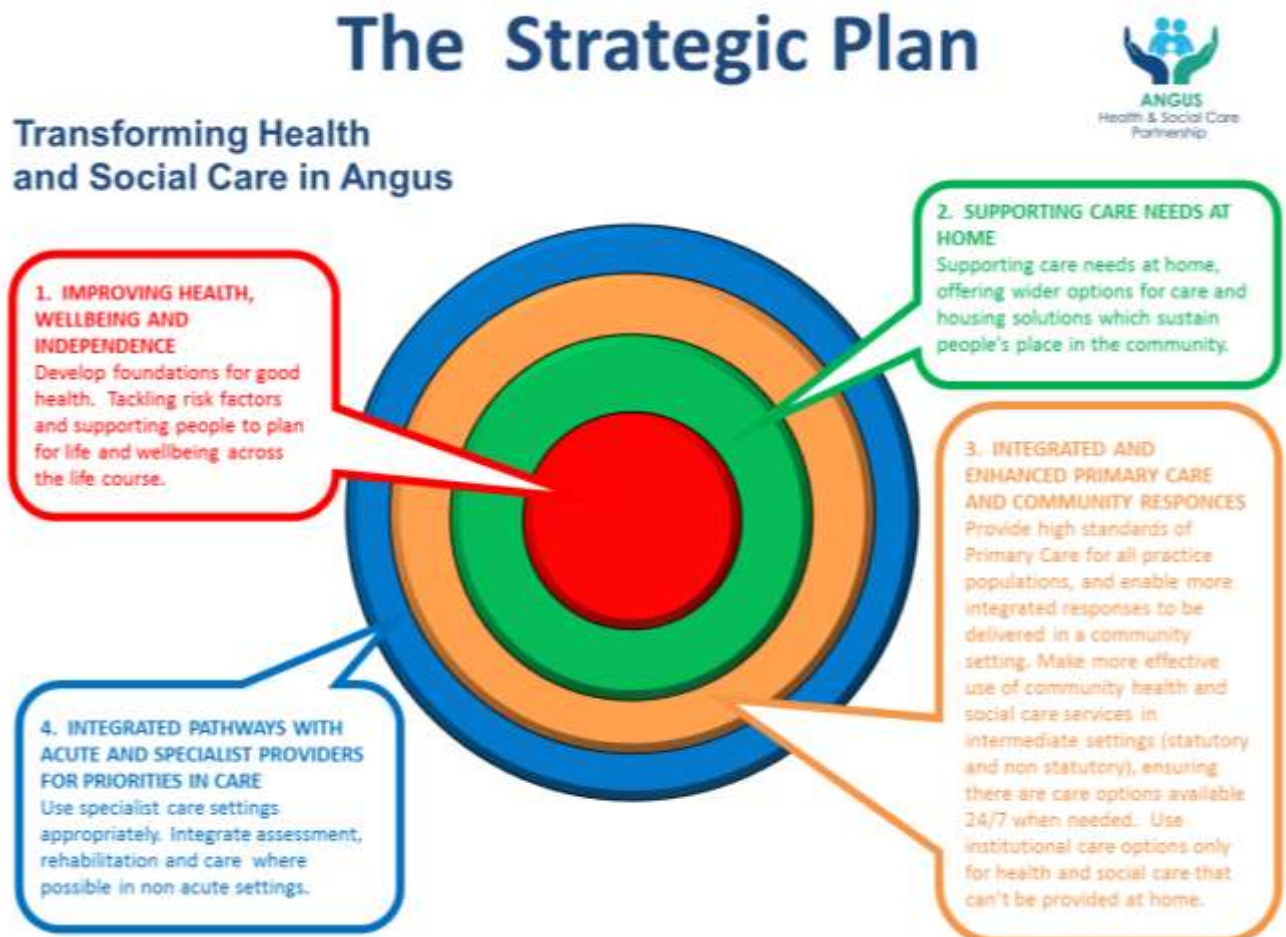 The Strategic Plan
ANGUS
Health & Social Care
Partnership
Transforming Health
and Social Care in Angus
1. IMPROVING HEALTH,
WELLBEING AND
INDEPENDENCE
Develop foundations for good
health. Tackling risk factors
and supporting people to plan
for life and wellbeing across
the life course.
2. SUPPORTING CARE NEEDS AT
HOME
Supporting care needs at home,
offering wider options for care and
housing solutions which sustain
people's place in the community.
3. INTEGRATED AND
ENHANCED PRIMARY CARE
AND COMMUNITY RESPONCES
Provide high standards of
Primary Care for all practice
populations, and enable more
integrated responses to be
delivered in a community
setting. Make more effective
use of community health and
social care services in
intermediate settings (statutory
and non statutory), ensuring
there are care options available
24/7 when needed. Use
institutional care options only
for health and social care that
can't be provided at home.
4. INTEGRATED PATHWAYS WITH
ACUTE AND SPECIALIST PROVIDERS
FOR PRIORITIES IN CARE
Use specialist care settings
appropriately. Integrate assessment,
rehabilitation and care where
possible in non acute settings.